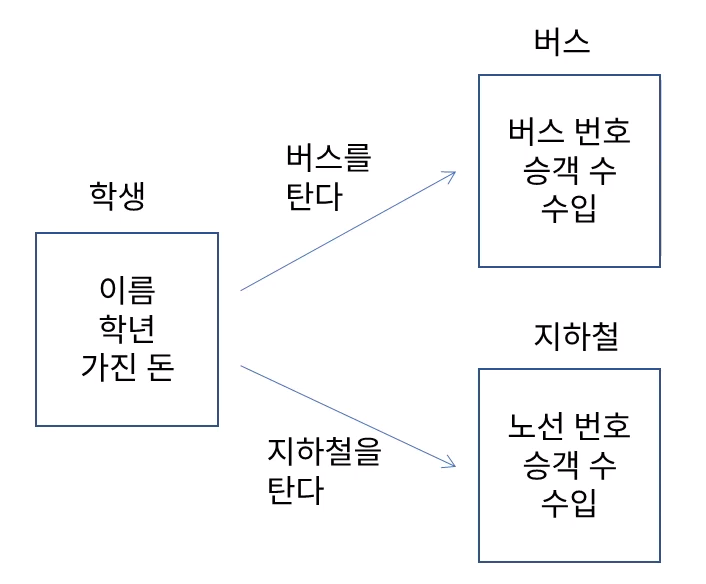 학생
이름
학년
가진 돈
버스를
탄다
버스
버스 번호
승객 수
수입
지하철을
탄다
지하철
노선 번호
승객 수
수입